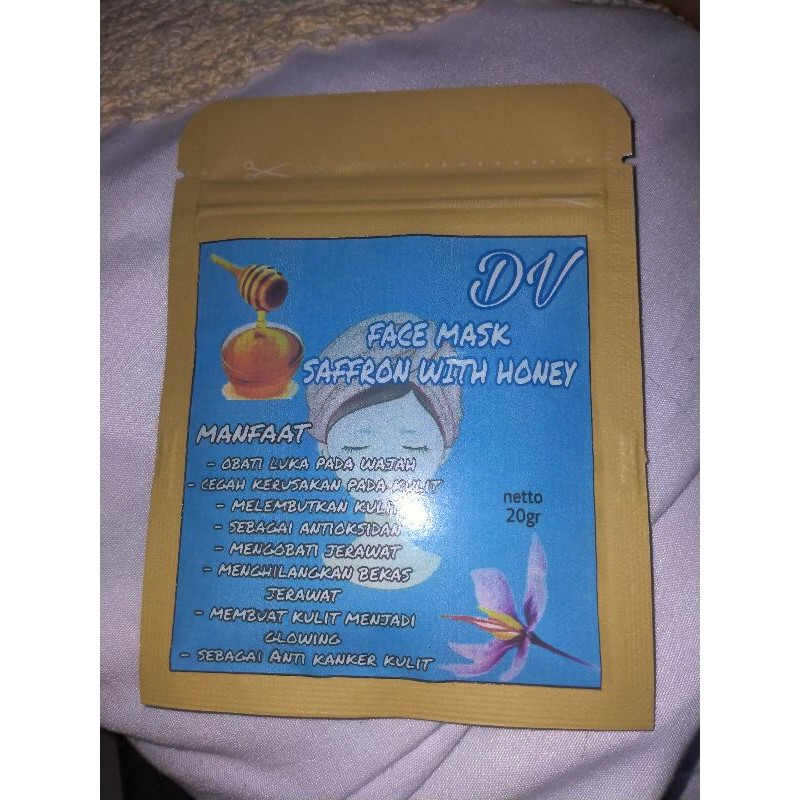 DV
FACE MASK
SAFFRON WITH HONEY
MANFAAT
- OBATI LUKA PADA WAJAH
- CEGAH KERUSAKAN PADA KULIT
- MELEMBUTKAN KULIT
- SEBAGAI ANTIOKSIDAN
- MENGOBATI JERAWAT
- MENGHILANGKAN BEKAS
JERAWAT
- MEMBUAT KULIT MENJADI
GLOWING
- SEBAGAI ANTI KANKER KULIT
netto
20gr